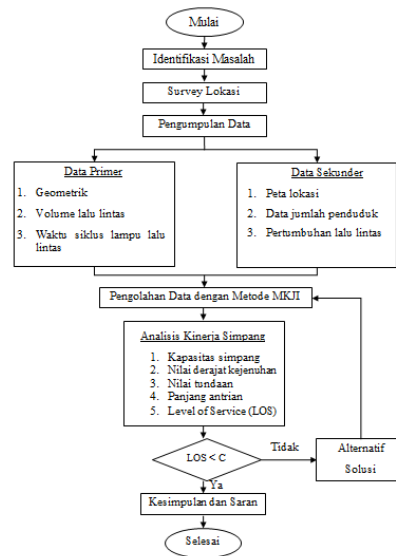 Mulai
Identifikasi Masalah
Survey Lokasi
Pengumpulan Data
Data Primer
1. Geometrik
2. Volume lalu lintas
3. Waktu siklus lampu lalu
lintas
Data Sekunder
1. Peta lokasi
2. Data jumlah penduduk
3. Pertumbuhan lalu lintas
Pengolahan Data dengan Metode MKJI
Analisis Kinerja Simpang
1. Kapasitas simpang
2. Nilai derajat kejenuhan
3. Nilai tundaan
4. Panjang antrian
5. Level of Service (LOS)
LOS < C
Tidak
Alternatif
Solusi
Ya
Kesimpulan dan Saran
Selesai